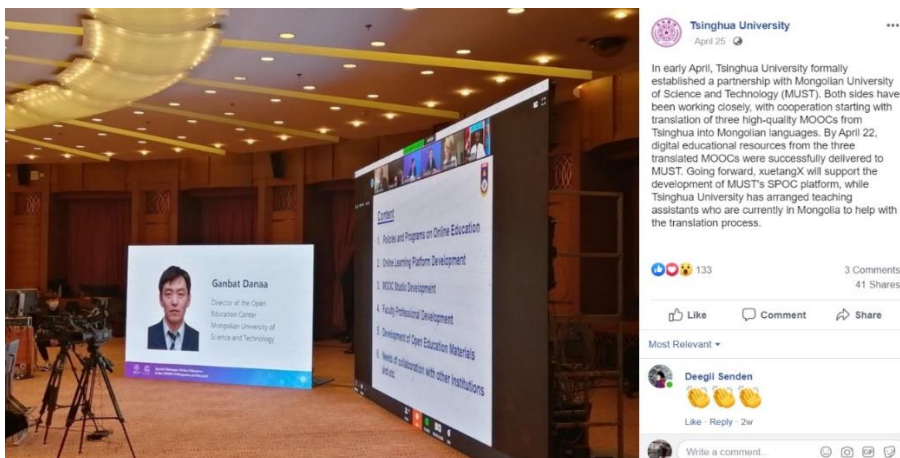 Ganbat Danaa
Director of the Open
Education Center
Mongolian University of
Science and Technology
Content
1. Policies and Programs on Online Education
2. Online Learning Platform Development
3. MOOC Studio Development
4. Faculty Professional Development
5. Development of Open Education Materials
6. Needs of collaboration with other Institutions
and etc.
Tsinghua University
April 25
In early April, Tsinghua University formally
established a partnership with Mongolian University
of Science and Technology (MUST). Both sides have
been working closely, with cooperation starting with
translation of three high-quality MOOCs from
Tsinghua into Mongolian languages. By April 22,
digital educational resources from the three
translated MOOCs were successfully delivered to
MUST. Going forward, xuetangX will support the
development of MUST's SPOC platform, while
Tsinghua University has arranged teaching
assistants who are currently in Mongolia to help with
the translation process.
133
3 Comments
41 Shares
Like Comment Share
Most Relevant
Deegii Senden
Like · Reply · 2w
Write a comment...
GIF